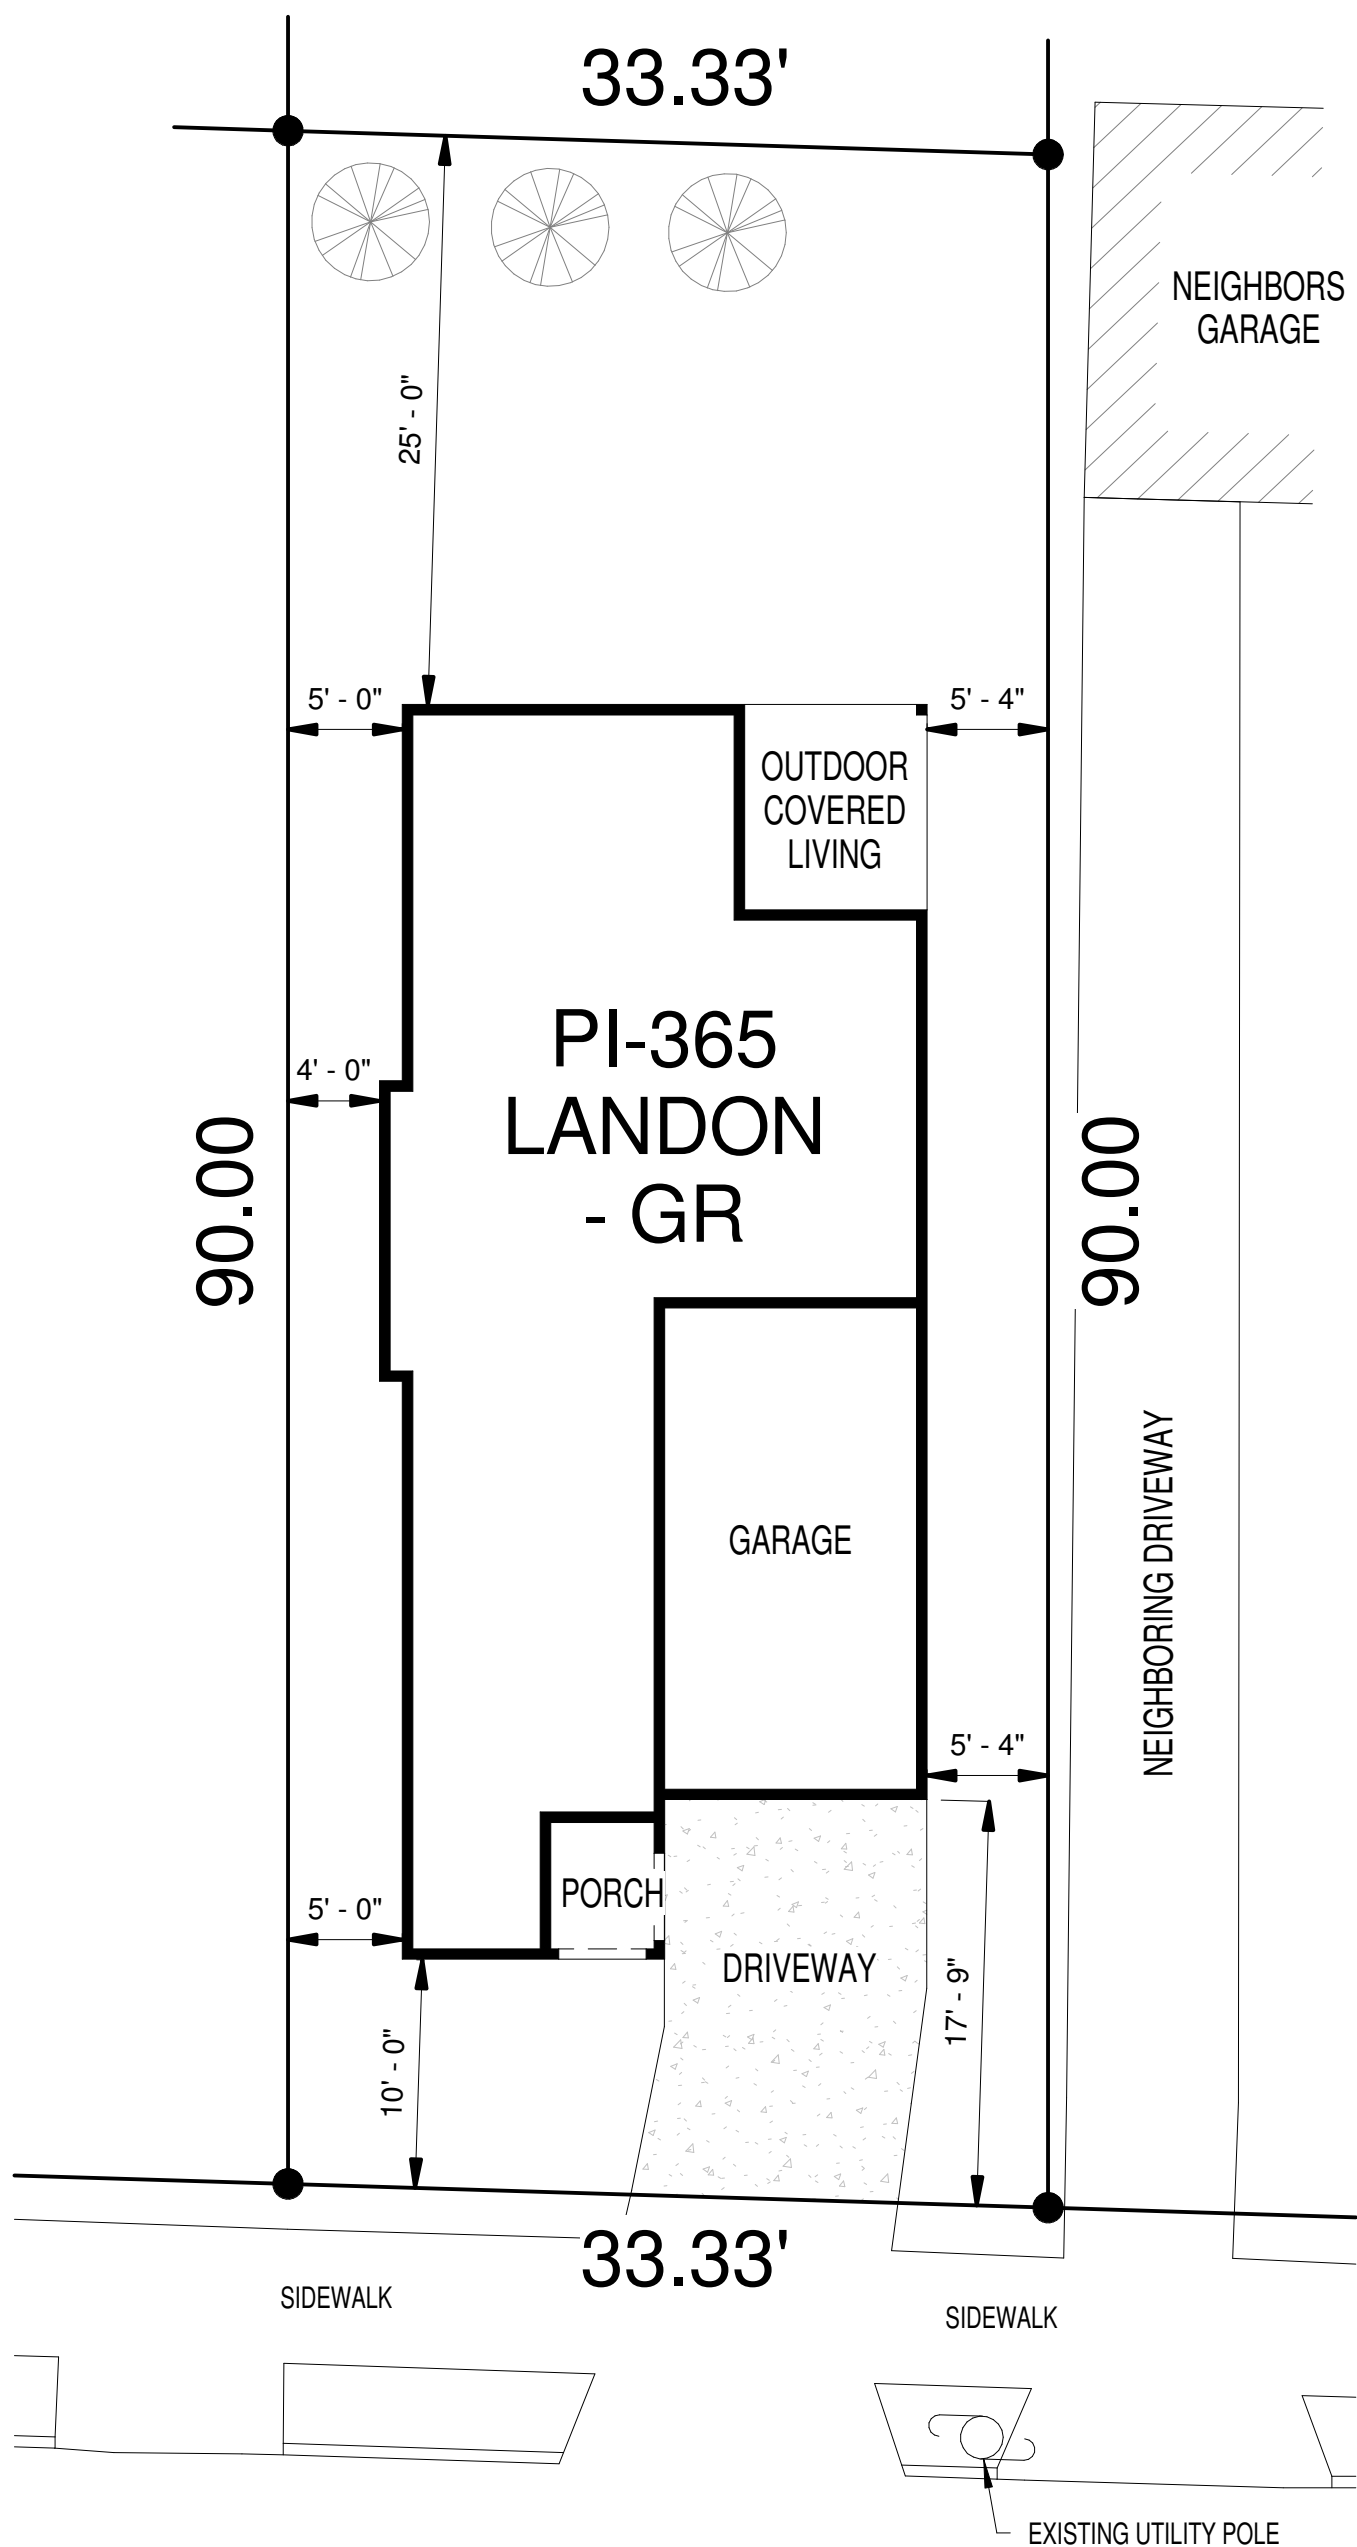 33.33'
NEIGHBORS
GARAGE
25' - 0"
5' - 0"
5' - 4"
OUTDOOR
COVERED
LIVING
PI-365
LANDON
- GR
4' - 0"
90.00
90.00
NEIGHBORING DRIVEWAY
GARAGE
5' - 4"
PORCH
5' - 0"
DRIVEWAY
17' - 9"
10' - 0"
33.33'
SIDEWALK
SIDEWALK
EXISTING UTILITY POLE